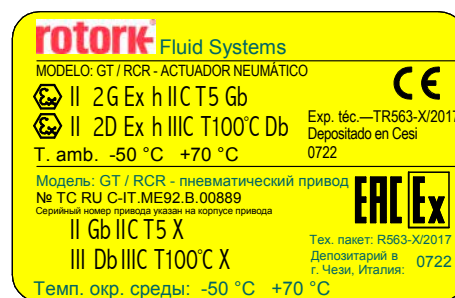 rotork Fluid Systems
MODELO: GT / RCR - ACTUADOR NEUMÁTICO
CE
Ex II 2G Ex h IIC T5 Gb
Ex II 2D Ex h IIIC T100°C Db
Exp. téc.—TR563-X/2017
Depositado en Cesi
0722
T. amb. -50 °C +70 °C
Модель: GT / RCR - пневматический привод
№ TC RU C-IT.ME92.B.00889
Серийный номер привода указан на корпусе привода
EAC Ex
II Gb IIC T5 X
III Db IIIC T100°C X
Тех. пакет: R563-X/2017
Депозитарий в
г. Чези, Италия: 0722
Темп. окр. среды: -50 °C +70 °C